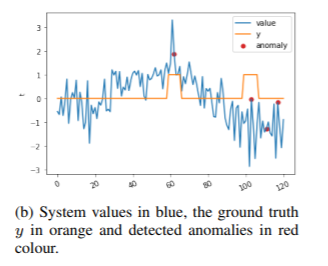 value
y
anomaly
3
2
1
0
−1
−2
−3
t
0
20
40
60
80
100
120
(b) System values in blue, the ground truth
y in orange and detected anomalies in red
colour.